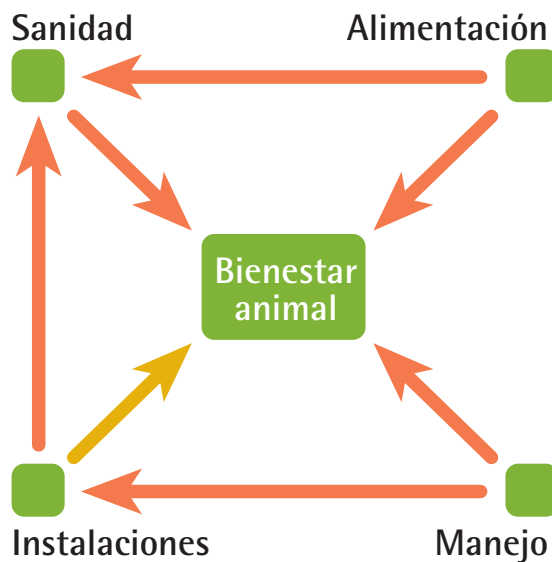 Sanidad
Alimentación
Bienestar
animal
Instalaciones
Manejo